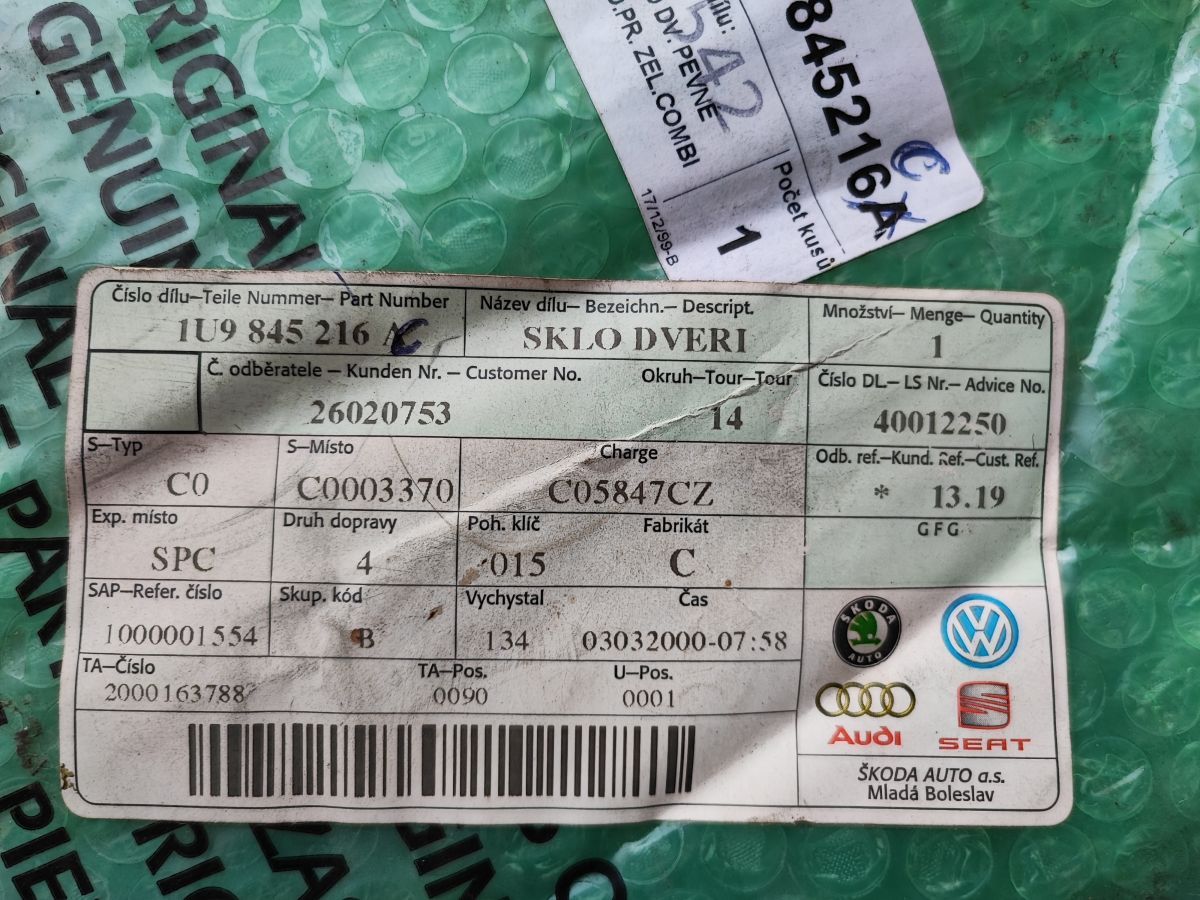 ORIGINAL
GENUINE
dílu:
542
DV. PEVNE
.PR. ZEL.COMBI
845216A C
Počet kusů
1
17/12/99-B
Číslo dílu–Teile Nummer– Part Number
1U9 845 216 A C
Název dílu– Bezeichn.– Descript.
SKLO DVERI
Množství– Menge– Quantity
1
Č. odběratele – Kunden Nr. – Customer No.
26020753
Okruh–Tour–Tour
14
Číslo DL.– LS Nr.– Advice No.
40012250
S–Typ
C0
S–Místo
C0003370
Charge
C05847CZ
Odb. ref.–Kund. Ref.–Cust. Ref.
* 13.19
Exp. místo
SPC
Druh dopravy
4
Poh. klíč
015
Fabrikát
C
GFG
SAP–Refer. číslo
1000001554
Skup. kód
B
Vychystal
134
Čas
03032000-07:58
TA–Číslo
2000163788
TA–Pos.
0090
U–Pos.
0001
ŠKODA
AUTO
Audi
SEAT
ŠKODA AUTO a.s.
Mladá Boleslav